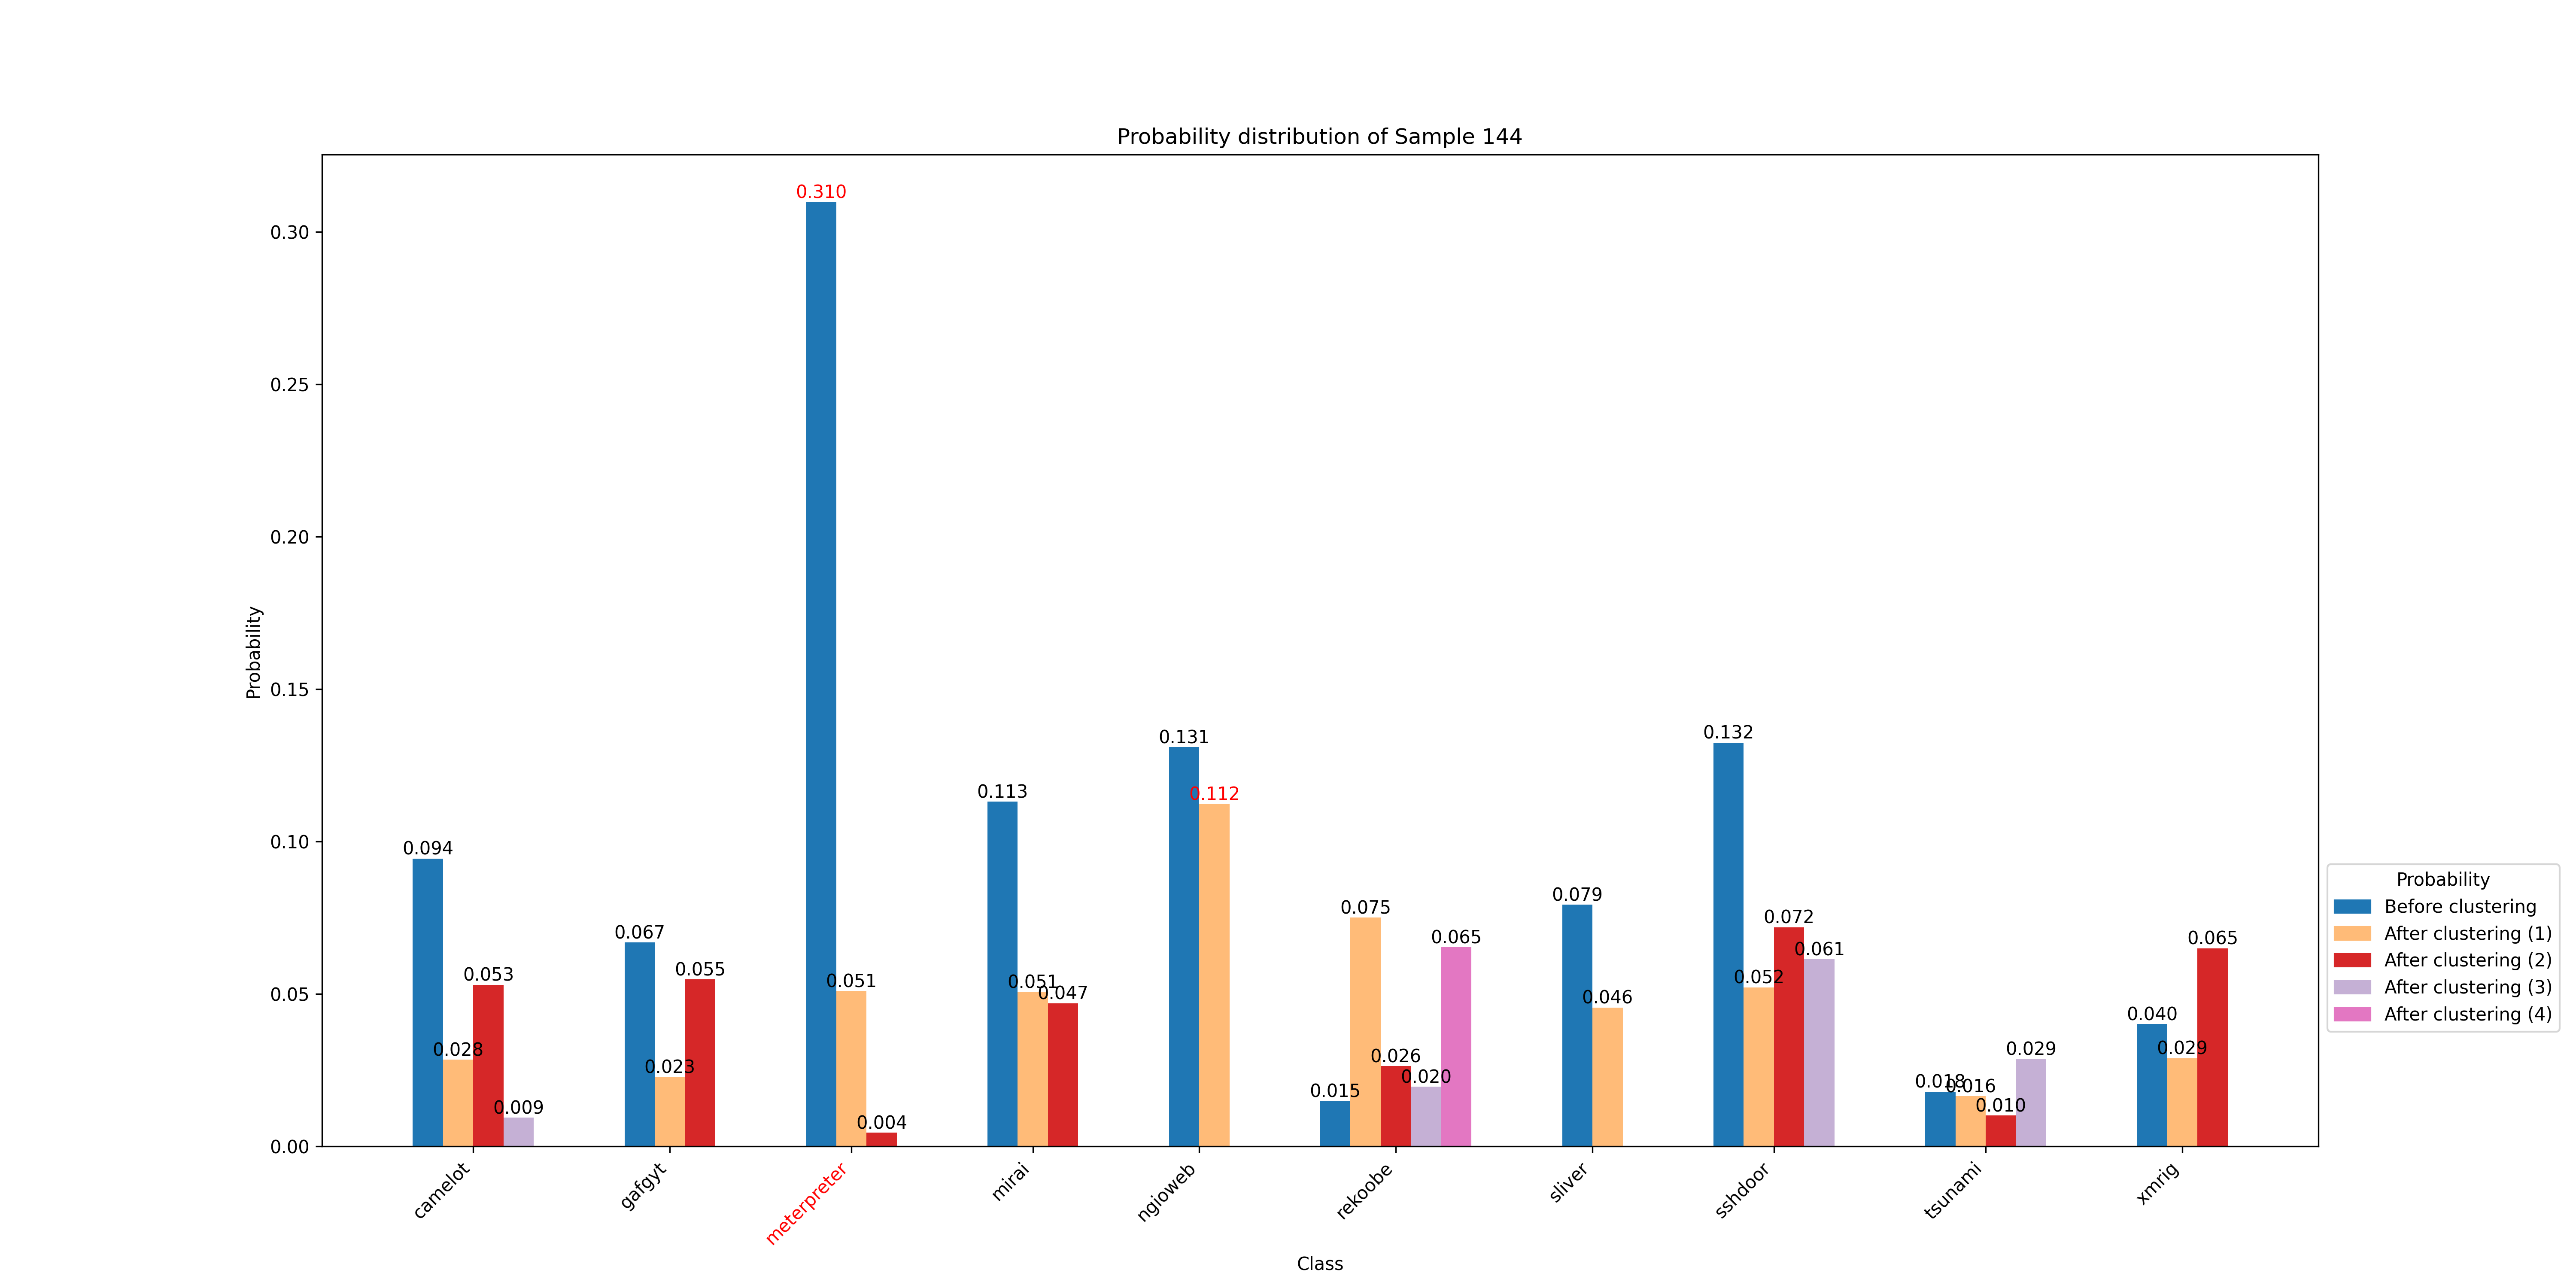 Probability distribution of Sample 144
Probability
0.30
0.25
0.20
0.15
0.10
0.05
0.00
0.094
0.028
0.053
0.009
0.067
0.023
0.055
0.310
0.051
0.004
0.113
0.051
0.047
0.131
0.112
0.015
0.075
0.026
0.020
0.065
0.079
0.046
0.132
0.052
0.072
0.061
0.018
0.016
0.010
0.029
0.040
0.029
0.065
camelot
gafgyt
meterpreter
mirai
ngioweb
rekoobe
sliver
sshdoor
tsunami
xmrig
Class
Probability
Before clustering
After clustering (1)
After clustering (2)
After clustering (3)
After clustering (4)